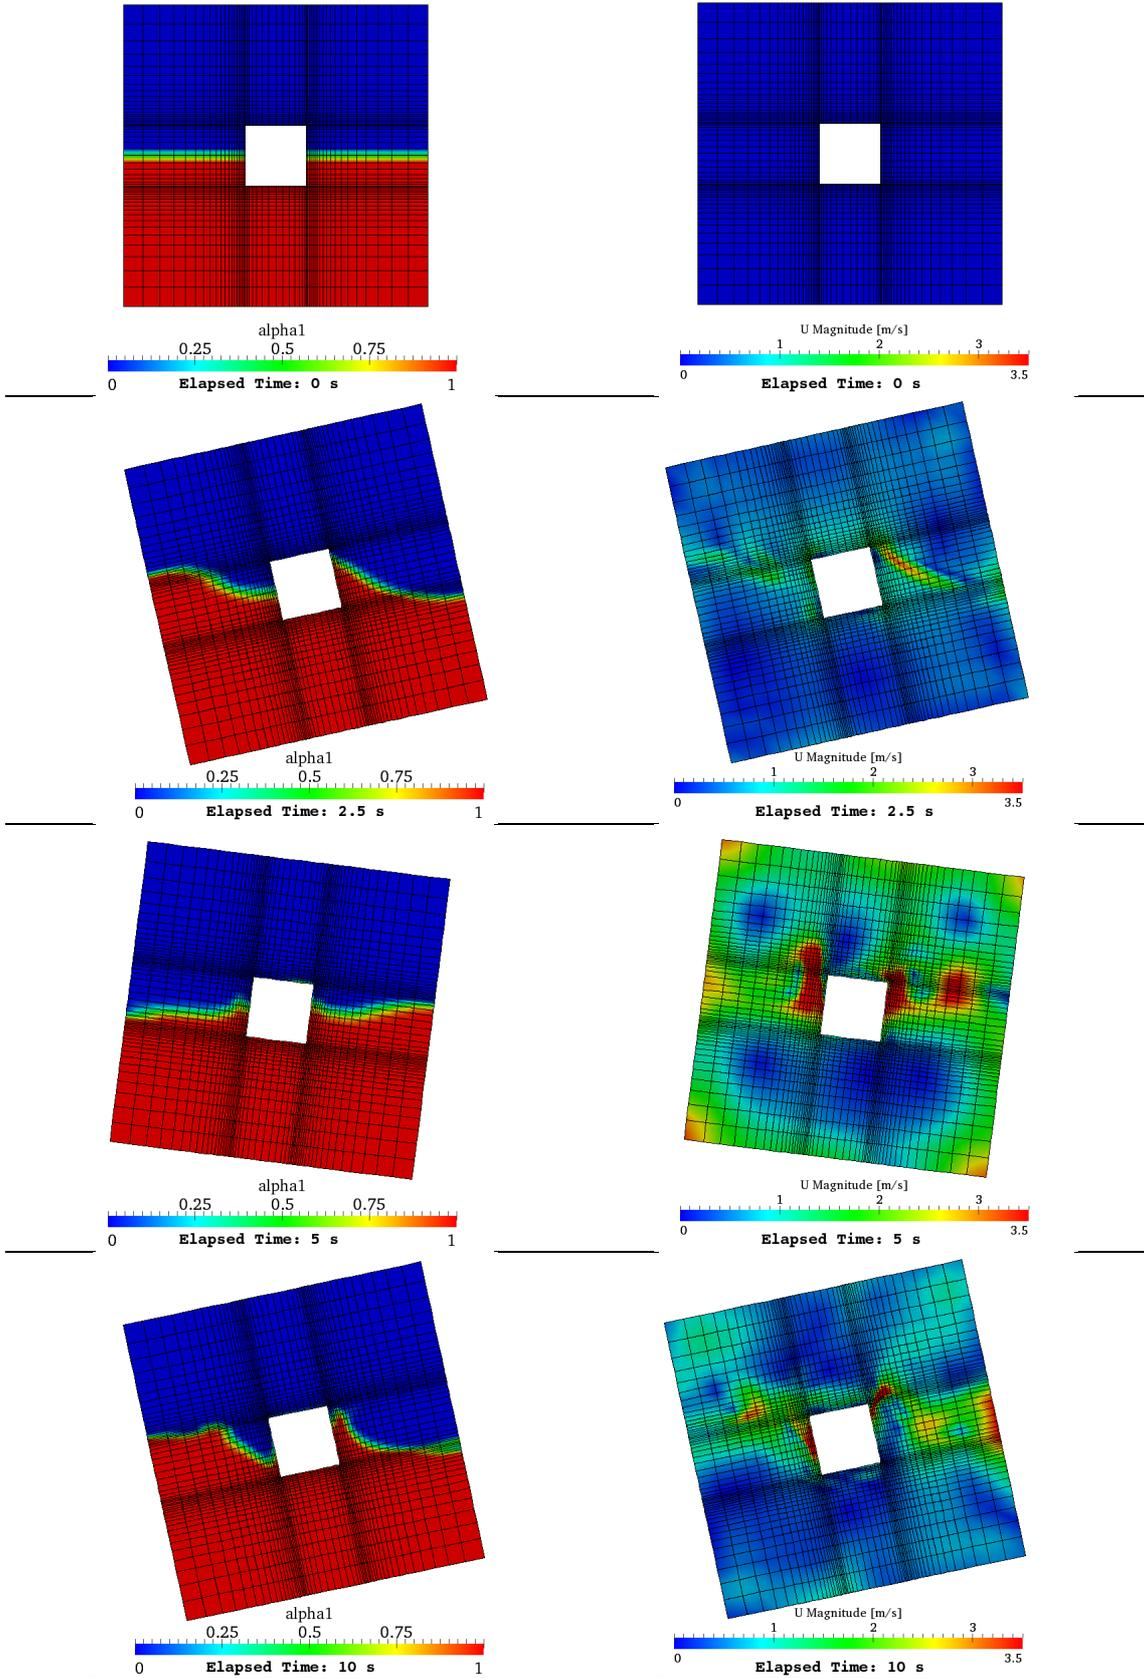 alpha1
0.25 0.5 0.75
0 1
Elapsed Time: 0 s
U Magnitude [m/s]
1 2 3
0 3.5
Elapsed Time: 0 s
alpha1
0.25 0.5 0.75
0 1
Elapsed Time: 2.5 s
U Magnitude [m/s]
1 2 3
0 3.5
Elapsed Time: 2.5 s
alpha1
0.25 0.5 0.75
0 1
Elapsed Time: 5 s
U Magnitude [m/s]
1 2 3
0 3.5
Elapsed Time: 5 s
alpha1
0.25 0.5 0.75
0 1
Elapsed Time: 10 s
U Magnitude [m/s]
1 2 3
0 3.5
Elapsed Time: 10 s